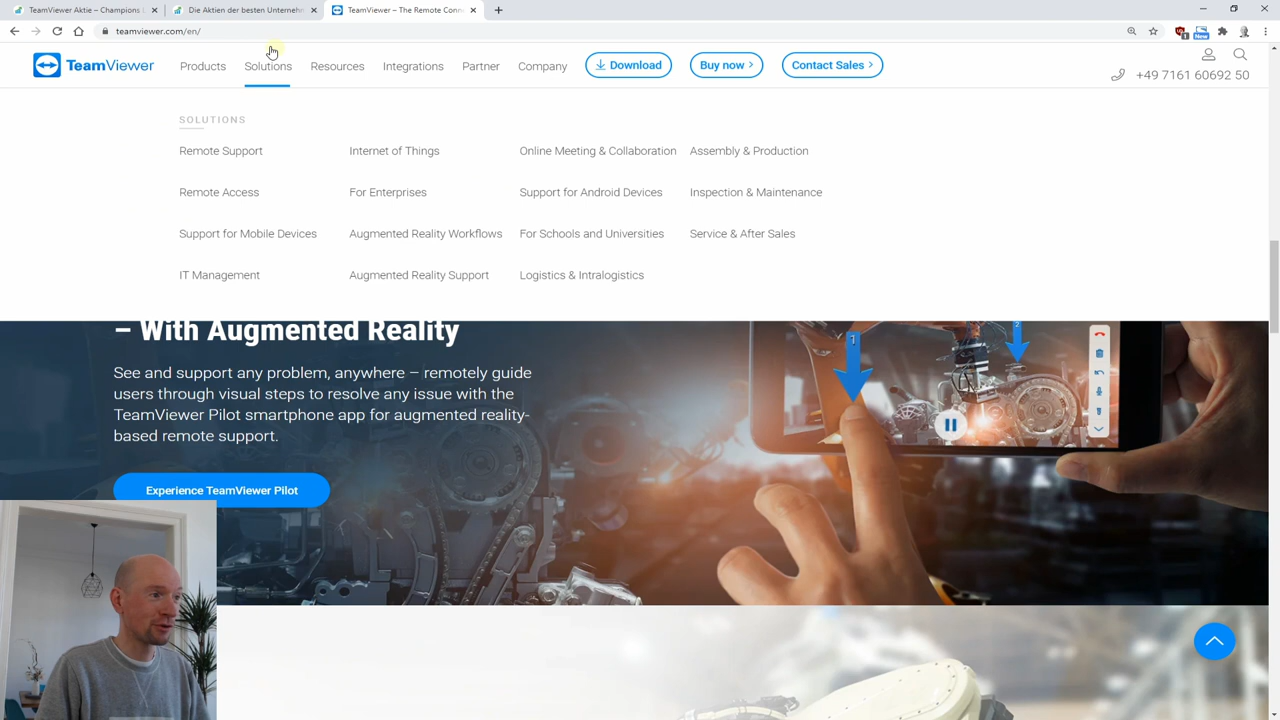 TeamViewer Aktie – Champions
Die Aktien der besten Unternehm
TeamViewer – The Remote Conn
teamviewer.com/en/
New
TeamViewer
Products
Solutions
Resources
Integrations
Partner
Company
Download
Buy now
Contact Sales
+49 7161 60692 50
SOLUTIONS
Remote Support
Internet of Things
Online Meeting & Collaboration
Assembly & Production
Remote Access
For Enterprises
Support for Android Devices
Inspection & Maintenance
Support for Mobile Devices
Augmented Reality Workflows
For Schools and Universities
Service & After Sales
IT Management
Augmented Reality Support
Logistics & Intralogistics
– With Augmented Reality
1
2
See and support any problem, anywhere – remotely guide
users through visual steps to resolve any issue with the
TeamViewer Pilot smartphone app for augmented reality-
based remote support.
Experience TeamViewer Pilot